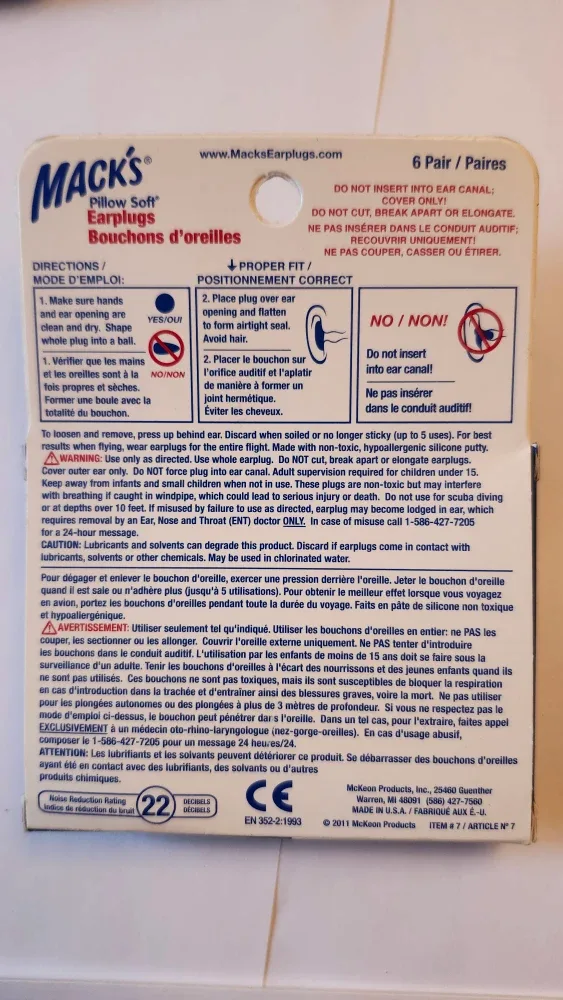 MACK'S®
Pillow Soft®
Earplugs
Bouchons d'oreilles
www.MacksEarplugs.com
6 Pair / Paires
DO NOT INSERT INTO EAR CANAL;
COVER ONLY!
DO NOT CUT, BREAK APART OR ELONGATE.
NE PAS INSÉRER DANS LE CONDUIT AUDITIF;
RECOUVRIR UNIQUEMENT!
NE PAS COUPER, CASSER OU ÉTIRER.
DIRECTIONS /
MODE D'EMPLOI:
1. Make sure hands
and ear opening are
clean and dry. Shape
whole plug into a ball.
YES/OUI
1. Vérifier que les mains
et les oreilles sont à la
fois propres et sèches.
Former une boule avec la
totalité du bouchon.
NO/NON
PROPER FIT /
POSITIONNEMENT CORRECT
2. Place plug over ear
opening and flatten
to form airtight seal.
Avoid hair.
2. Placer le bouchon sur
l'orifice auditif et l'aplatir
de manière à former un
joint hermétique.
Éviter les cheveux.
NO / NON!
Do not insert
into ear canal!
Ne pas insérer
dans le conduit auditif!
To loosen and remove, press up behind ear. Discard when soiled or no longer sticky (up to 5 uses). For best
results when flying, wear earplugs for the entire flight. Made with non-toxic, hypoallergenic silicone putty.
WARNING: Use only as directed. Use whole earplug. Do NOT cut, break apart or elongate earplugs.
Cover outer ear only. Do NOT force plug into ear canal. Adult supervision required for children under 15.
Keep away from infants and small children when not in use. These plugs are non-toxic but may interfere
with breathing if caught in windpipe, which could lead to serious injury or death. Do not use for scuba diving
or at depths over 10 feet. If misused by failure to use as directed, earplug may become lodged in ear, which
requires removal by an Ear, Nose and Throat (ENT) doctor ONLY. In case of misuse call 1-586-427-7205
for a 24-hour message.
CAUTION: Lubricants and solvents can degrade this product. Discard if earplugs come in contact with
lubricants, solvents or other chemicals. May be used in chlorinated water.
Pour dégager et enlever le bouchon d'oreille, exercer une pression derrière l'oreille. Jeter le bouchon d'oreille
quand il est sale ou n'adhère plus (jusqu'à 5 utilisations). Pour obtenir le meilleur effet lorsque vous voyagez
en avion, portez les bouchons d'oreilles pendant toute la durée du voyage. Faits en pâte de silicone non toxique
et hypoallergénique.
AVERTISSEMENT: Utiliser seulement tel qu'indiqué. Utiliser les bouchons d'oreilles en entier: ne PAS les
couper, les sectionner ou les allonger. Couvrir l'oreille externe uniquement. Ne PAS tenter d'introduire
les bouchons dans le conduit auditif. L'utilisation par les enfants de moins de 15 ans doit se faire sous la
surveillance d'un adulte. Tenir les bouchons d'oreilles à l'écart des nourrissons et des jeunes enfants quand ils
ne sont pas utilisés. Ces bouchons ne sont pas toxiques, mais ils sont susceptibles de bloquer la respiration
en cas d'introduction dans la trachée et d'entraîner ainsi des blessures graves, voire la mort. Ne pas utiliser
pour les plongées autonomes ou des plongées à plus de 3 mètres de profondeur. Si vous ne respectez pas le
mode d'emploi ci-dessus, le bouchon peut pénétrer dans l'oreille. Dans un tel cas, pour l'extraire, faites appel
EXCLUSIVEMENT à un médecin oto-rhino-laryngologue (nez-gorge-oreilles). En cas d'usage abusif,
composer le 1-586-427-7205 pour un message 24 heures/24.
ATTENTION: Les lubrifiants et les solvants peuvent détériorer ce produit. Se débarrasser des bouchons d'oreilles
ayant été en contact avec des lubrifiants, des solvants ou d'autres
produits chimiques.
Noise Reduction Rating
Indice de réduction du bruit
22
DECIBELS
DÉCIBELS
CE
EN 352-2:1993
McKeon Products, Inc., 25460 Guenther
Warren, MI 48091 (586) 427-7560
MADE IN U.S.A. / FABRIQUÉ AUX É.-U.
© 2011 McKeon Products ITEM # 7 / ARTICLE N° 7